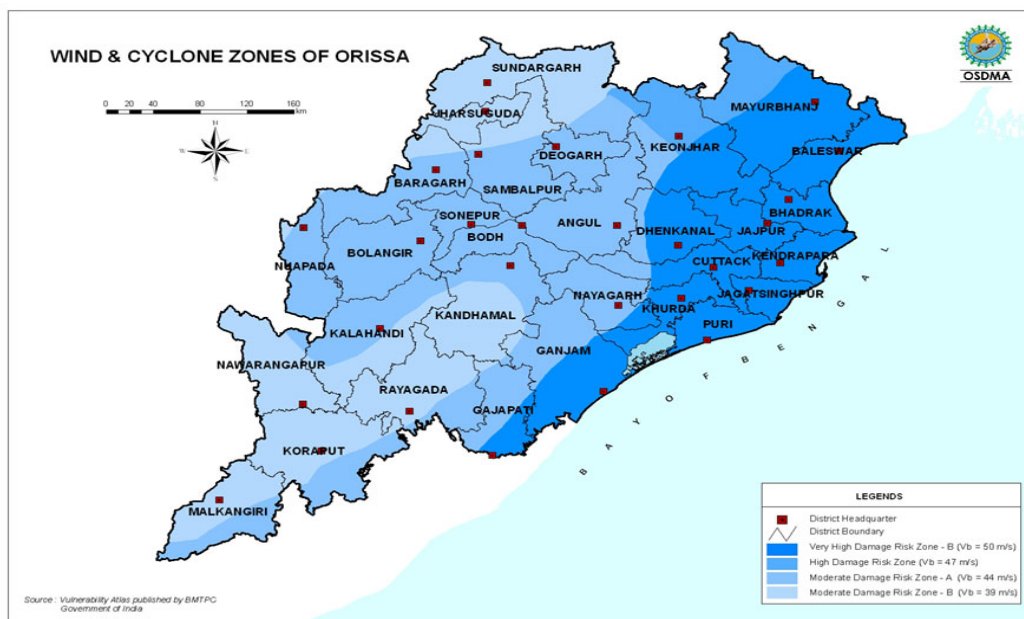 WIND & CYCLONE ZONES OF ORISSA
OSDMA
0 20 40 80 120 160
km
N
W E
S
SUNDARGARH
JHARSUGUDA
MAYURBHANJ
KEONJHAR
DEOGARH
BALESWAR
BARAGARH
SAMBALPUR
SONEPUR
ANGUL
BHADRAK
BODH
DHENKANAL
JAJPUR
BOLANGIR
CUTTACK
KENDRAPARA
NUAPADA
NAYAGARH
JAGATSINGHPUR
KHURDA
KANDHAMAL
PURI
KALAHANDI
GANJAM
NAWARANGAPUR
RAYAGADA
GAJAPATI
KORAPUT
MALKANGIRI
BAY OF BENGAL
LEGENDS
District Headquarter
District Boundary
Very High Damage Risk Zone - B (Vb = 50 m/s)
High Damage Risk Zone (Vb = 47 m/s)
Moderate Damage Risk Zone - A (Vb = 44 m/s)
Moderate Damage Risk Zone - B (Vb = 39 m/s)
Source : Vulnerability Atlas published by BMTPC
Government of India